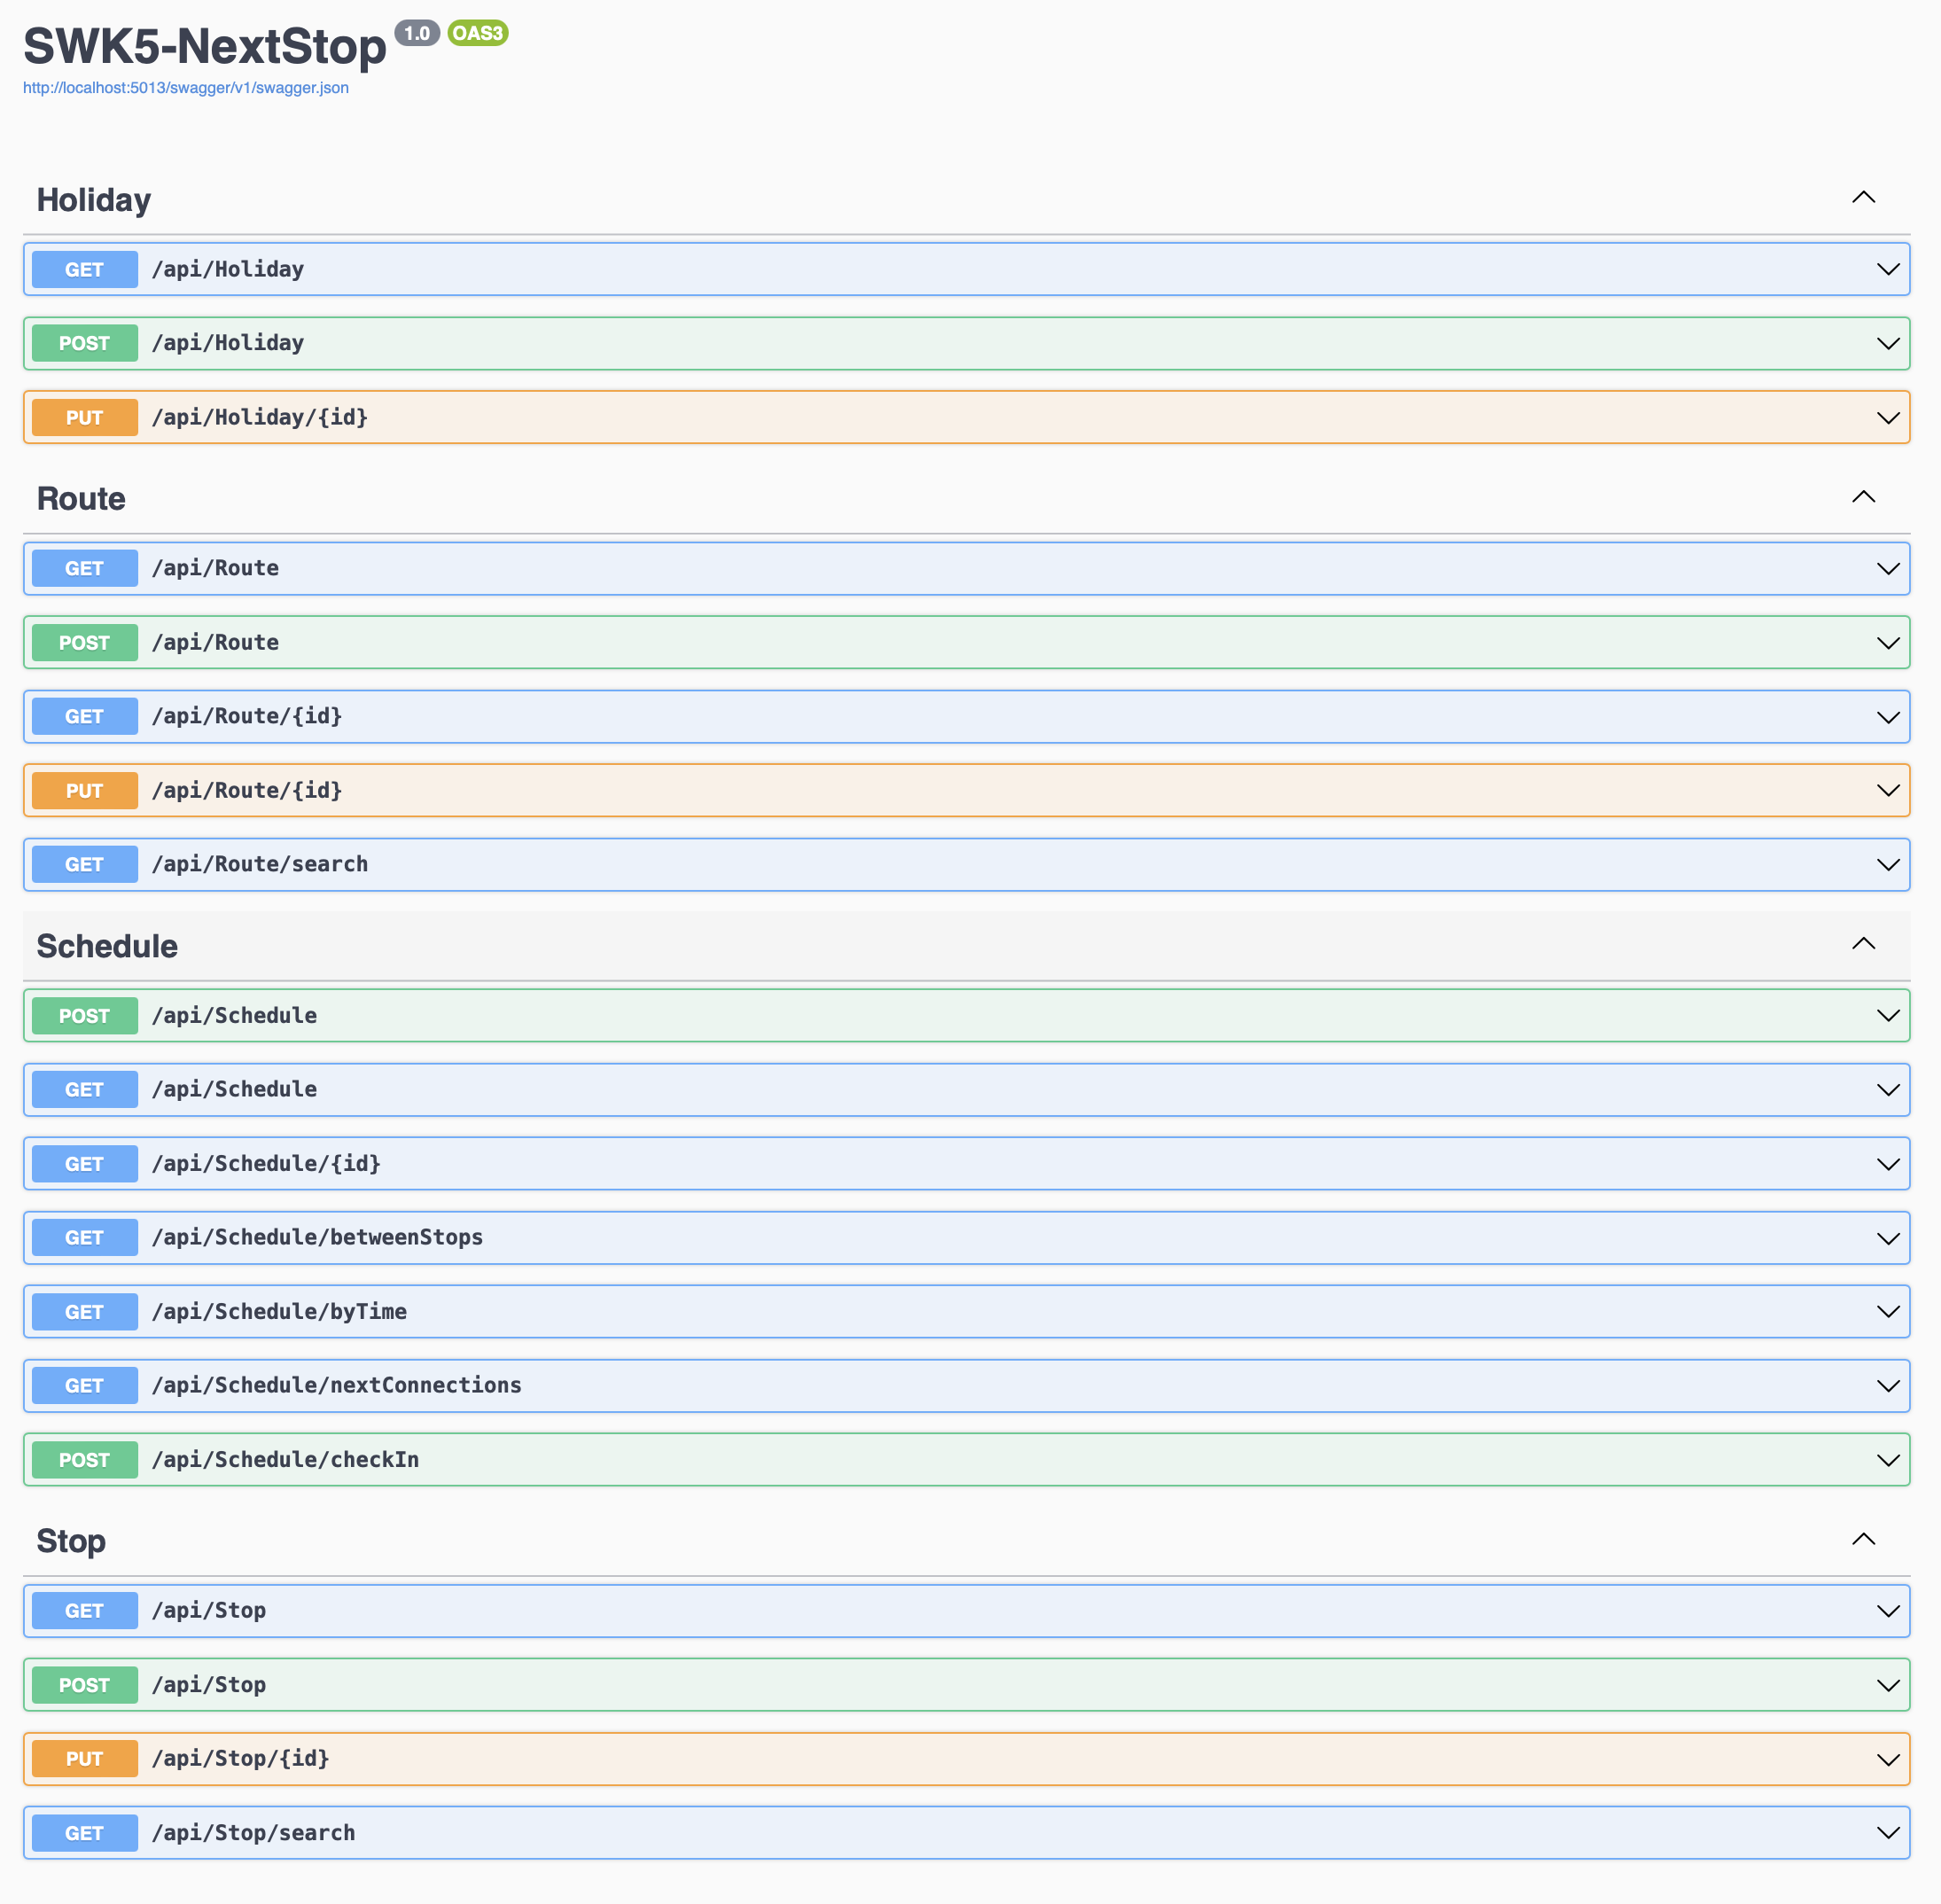 SWK5-NextStop 1.0 OAS3
http://localhost:5013/swagger/v1/swagger.json
Holiday
GET /api/Holiday
POST /api/Holiday
PUT /api/Holiday/{id}
Route
GET /api/Route
POST /api/Route
GET /api/Route/{id}
PUT /api/Route/{id}
GET /api/Route/search
Schedule
POST /api/Schedule
GET /api/Schedule
GET /api/Schedule/{id}
GET /api/Schedule/betweenStops
GET /api/Schedule/byTime
GET /api/Schedule/nextConnections
POST /api/Schedule/checkIn
Stop
GET /api/Stop
POST /api/Stop
PUT /api/Stop/{id}
GET /api/Stop/search